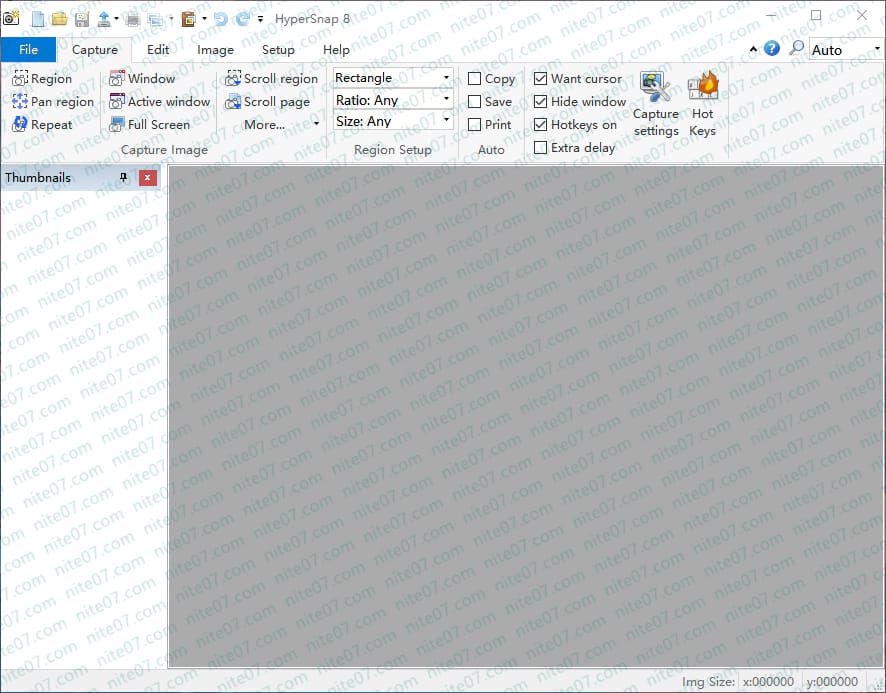 HyperSnap 8
File Capture Edit Image Setup Help Auto
Region Window Scroll region Rectangle Copy Want cursor
Pan region Active window Scroll page Ratio: Any Save Hide window
Repeat Full Screen More... Size: Any Print Hotkeys on
Capture settings
Hot Keys
Extra delay
Capture Image Region Setup Auto
Thumbnails
nite07.com
Img Size: x:000000 y:000000